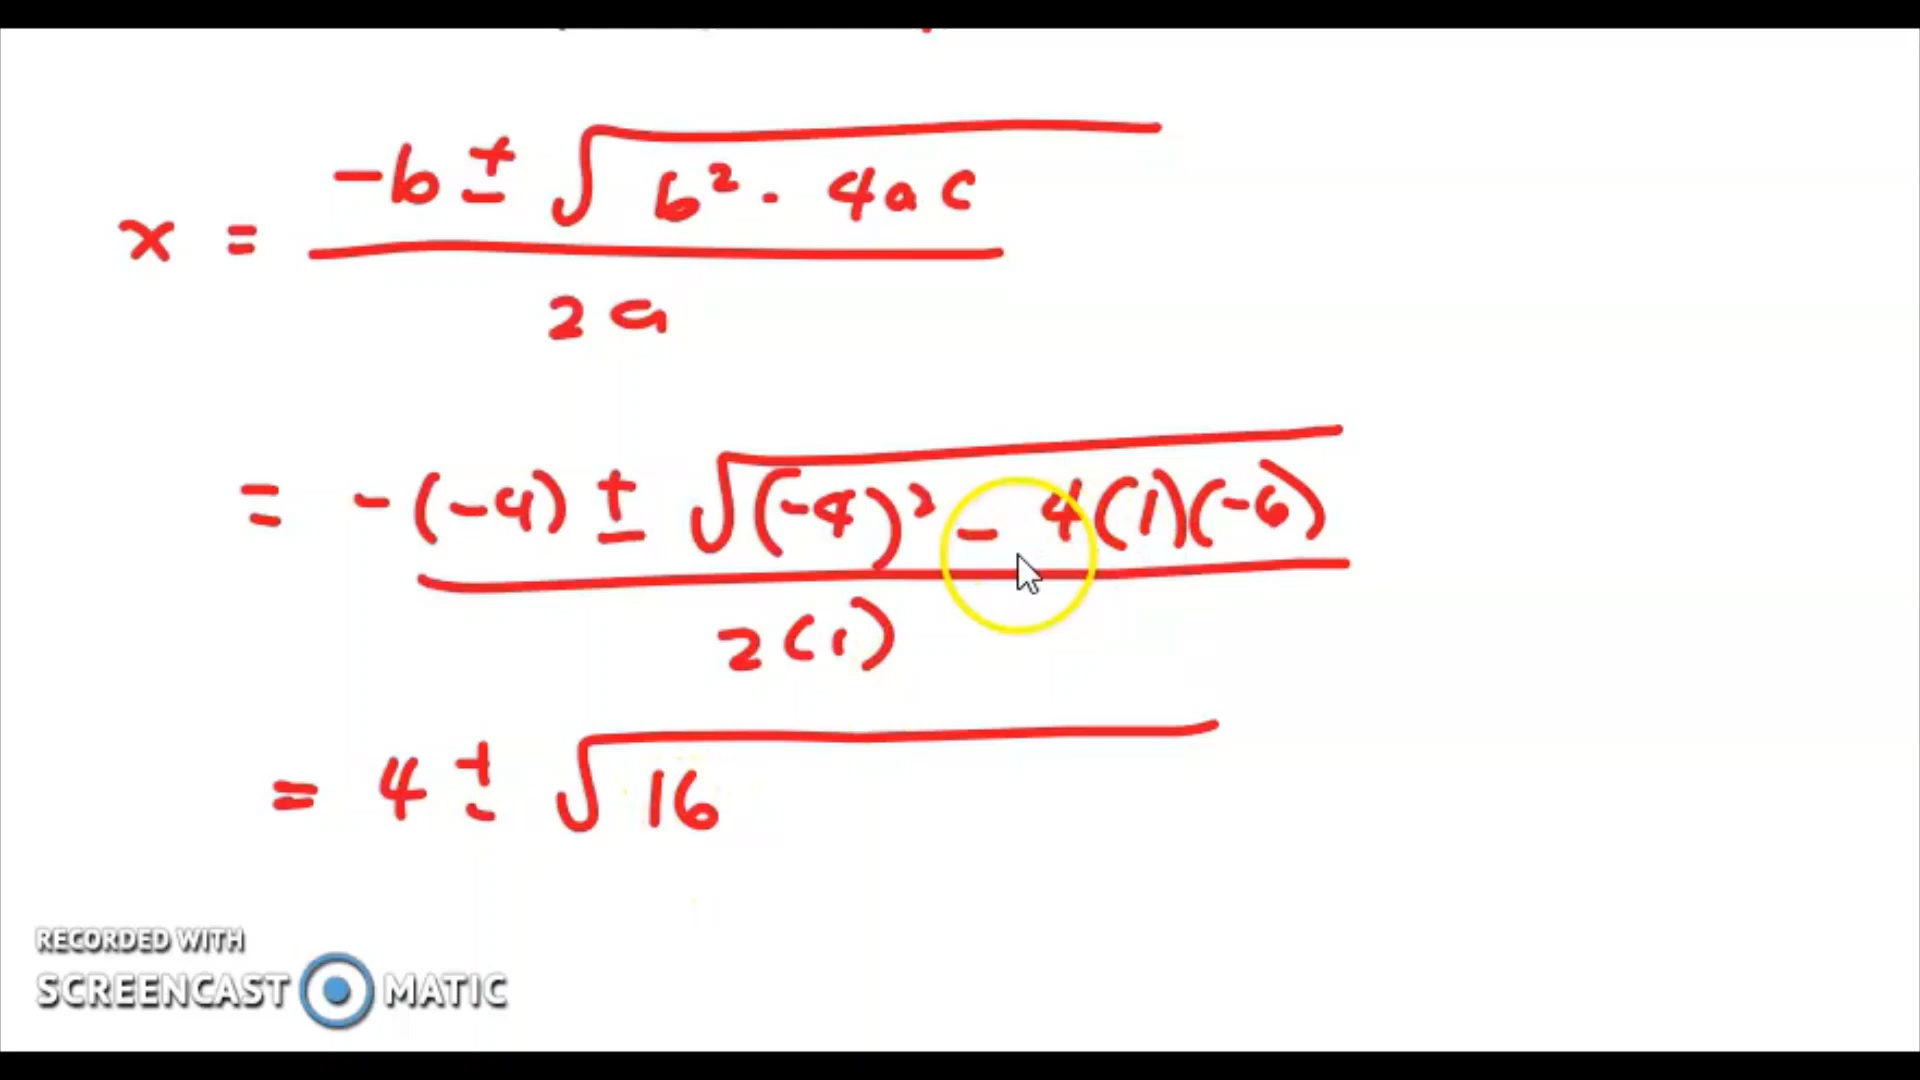 x = -b ± √(b² - 4ac)
2a
= -(-4) ± √((-4)² - 4(1)(-6))
2(1)
= 4 ± √16
RECORDED WITH
SCREENCAST MATIC